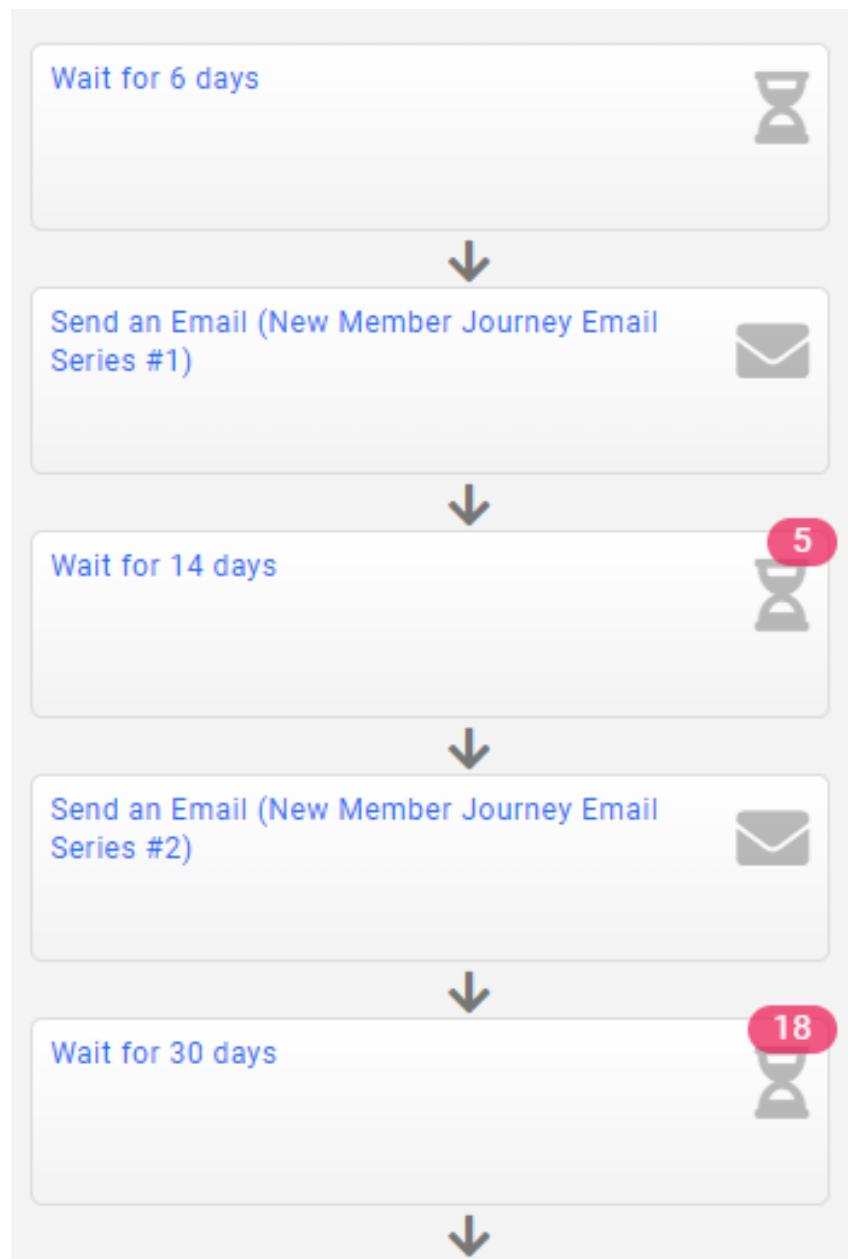 Wait for 6 days
Send an Email (New Member Journey Email
Series #1)
5
Wait for 14 days
Send an Email (New Member Journey Email
Series #2)
18
Wait for 30 days